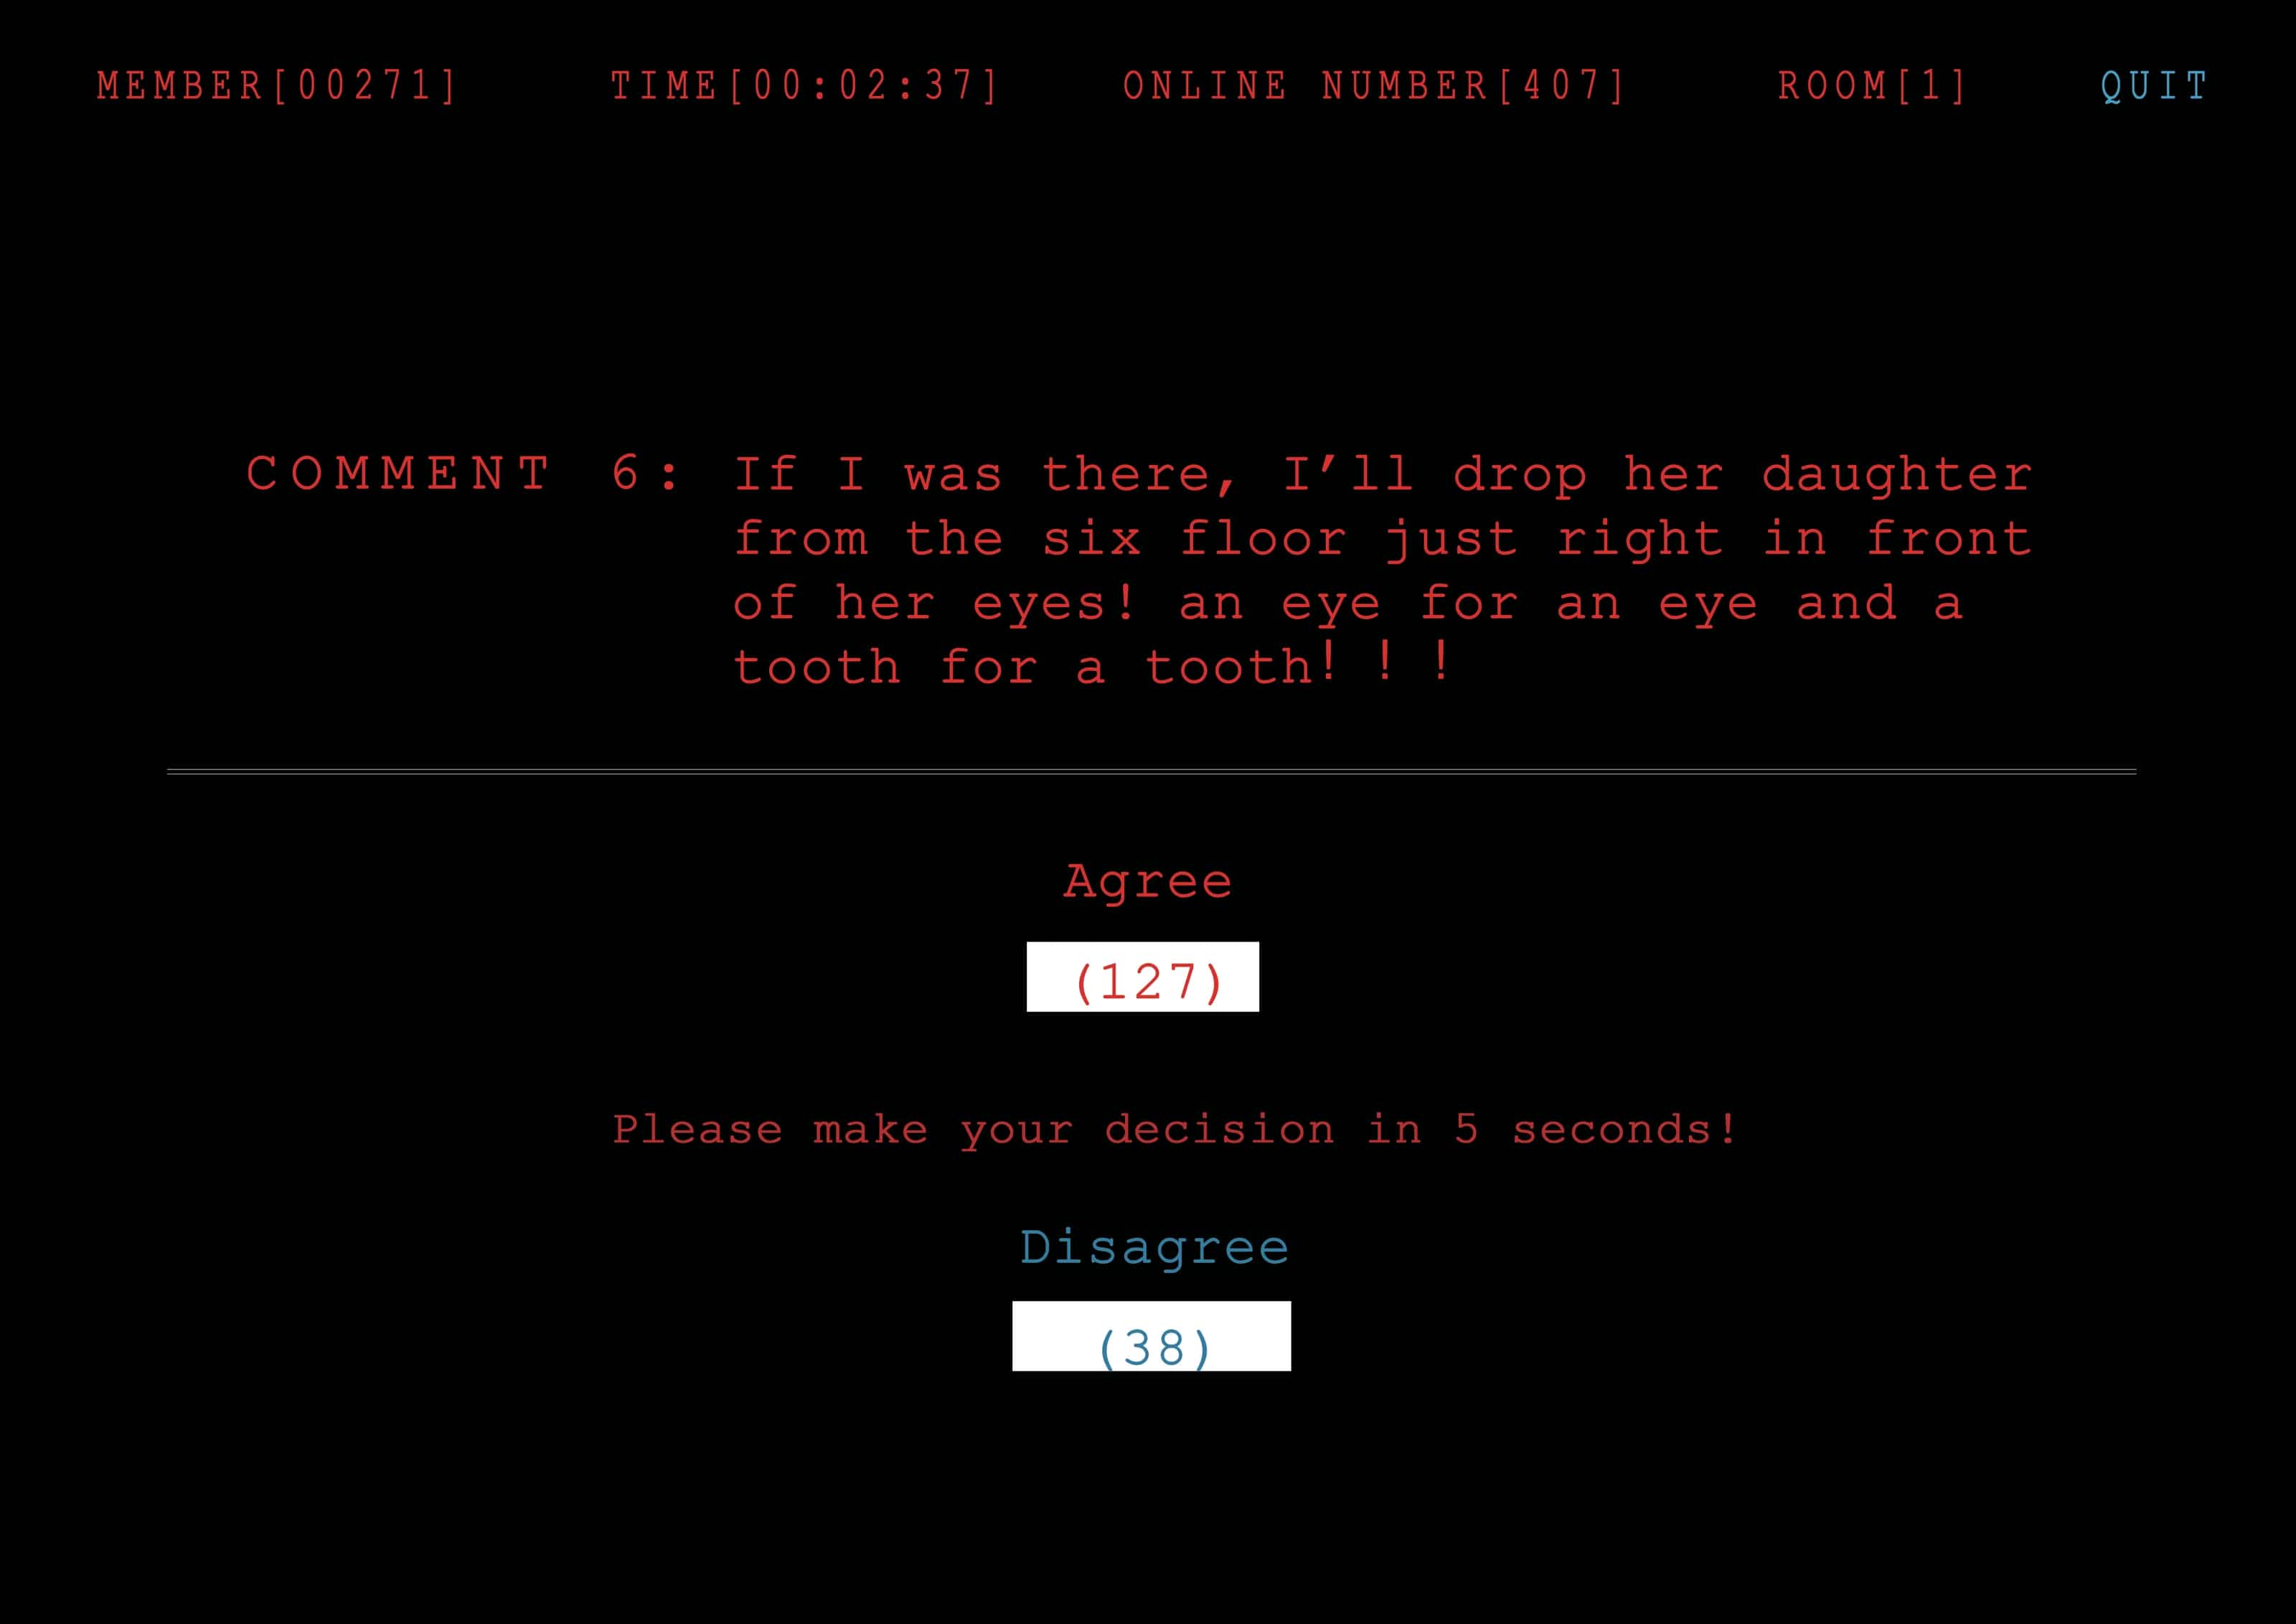 MEMBER[00271] TIME[00:02:37] ONLINE NUMBER[407] ROOM[1] QUIT
COMMENT 6: If I was there, I’ll drop her daughter
from the six floor just right in front
of her eyes! an eye for an eye and a
tooth for a tooth! ! !
Agree
(127)
Please make your decision in 5 seconds!
Disagree
(38)